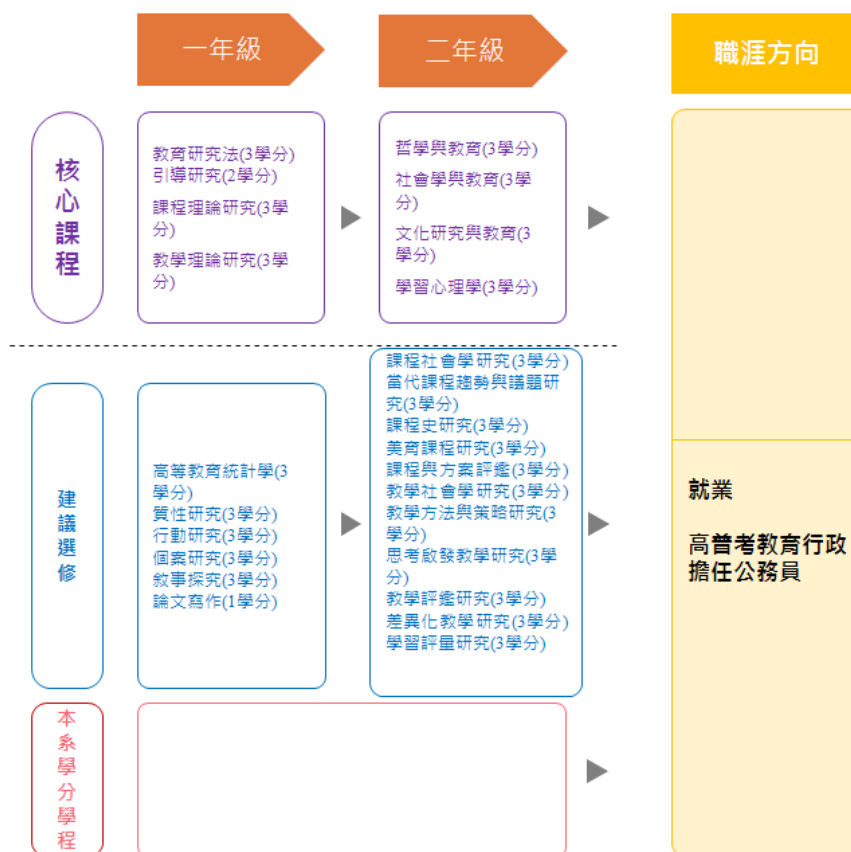 一年級
二年級
職涯方向
核心課程
教育研究法(3學分)
引導研究(2學分)
課程理論研究(3學
分)
教學理論研究(3學
分)
哲學與教育(3學分)
社會學與教育(3學
分)
文化研究與教育(3
學分)
學習心理學(3學分)
建議選修
高等教育統計學(3
學分)
質性研究(3學分)
行動研究(3學分)
個案研究(3學分)
敘事探究(3學分)
論文寫作(1學分)
課程社會學研究(3學分)
當代課程趨勢與議題研
究(3學分)
課程史研究(3學分)
美育課程研究(3學分)
課程與方案評鑑(3學分)
教學社會學研究(3學分)
教學方法與策略研究(3
學分)
思考啟發教學研究(3學
分)
教學評鑑研究(3學分)
差異化教學研究(3學分)
學習評量研究(3學分)
就業
高普考教育行政
擔任公務員
本系學分學程